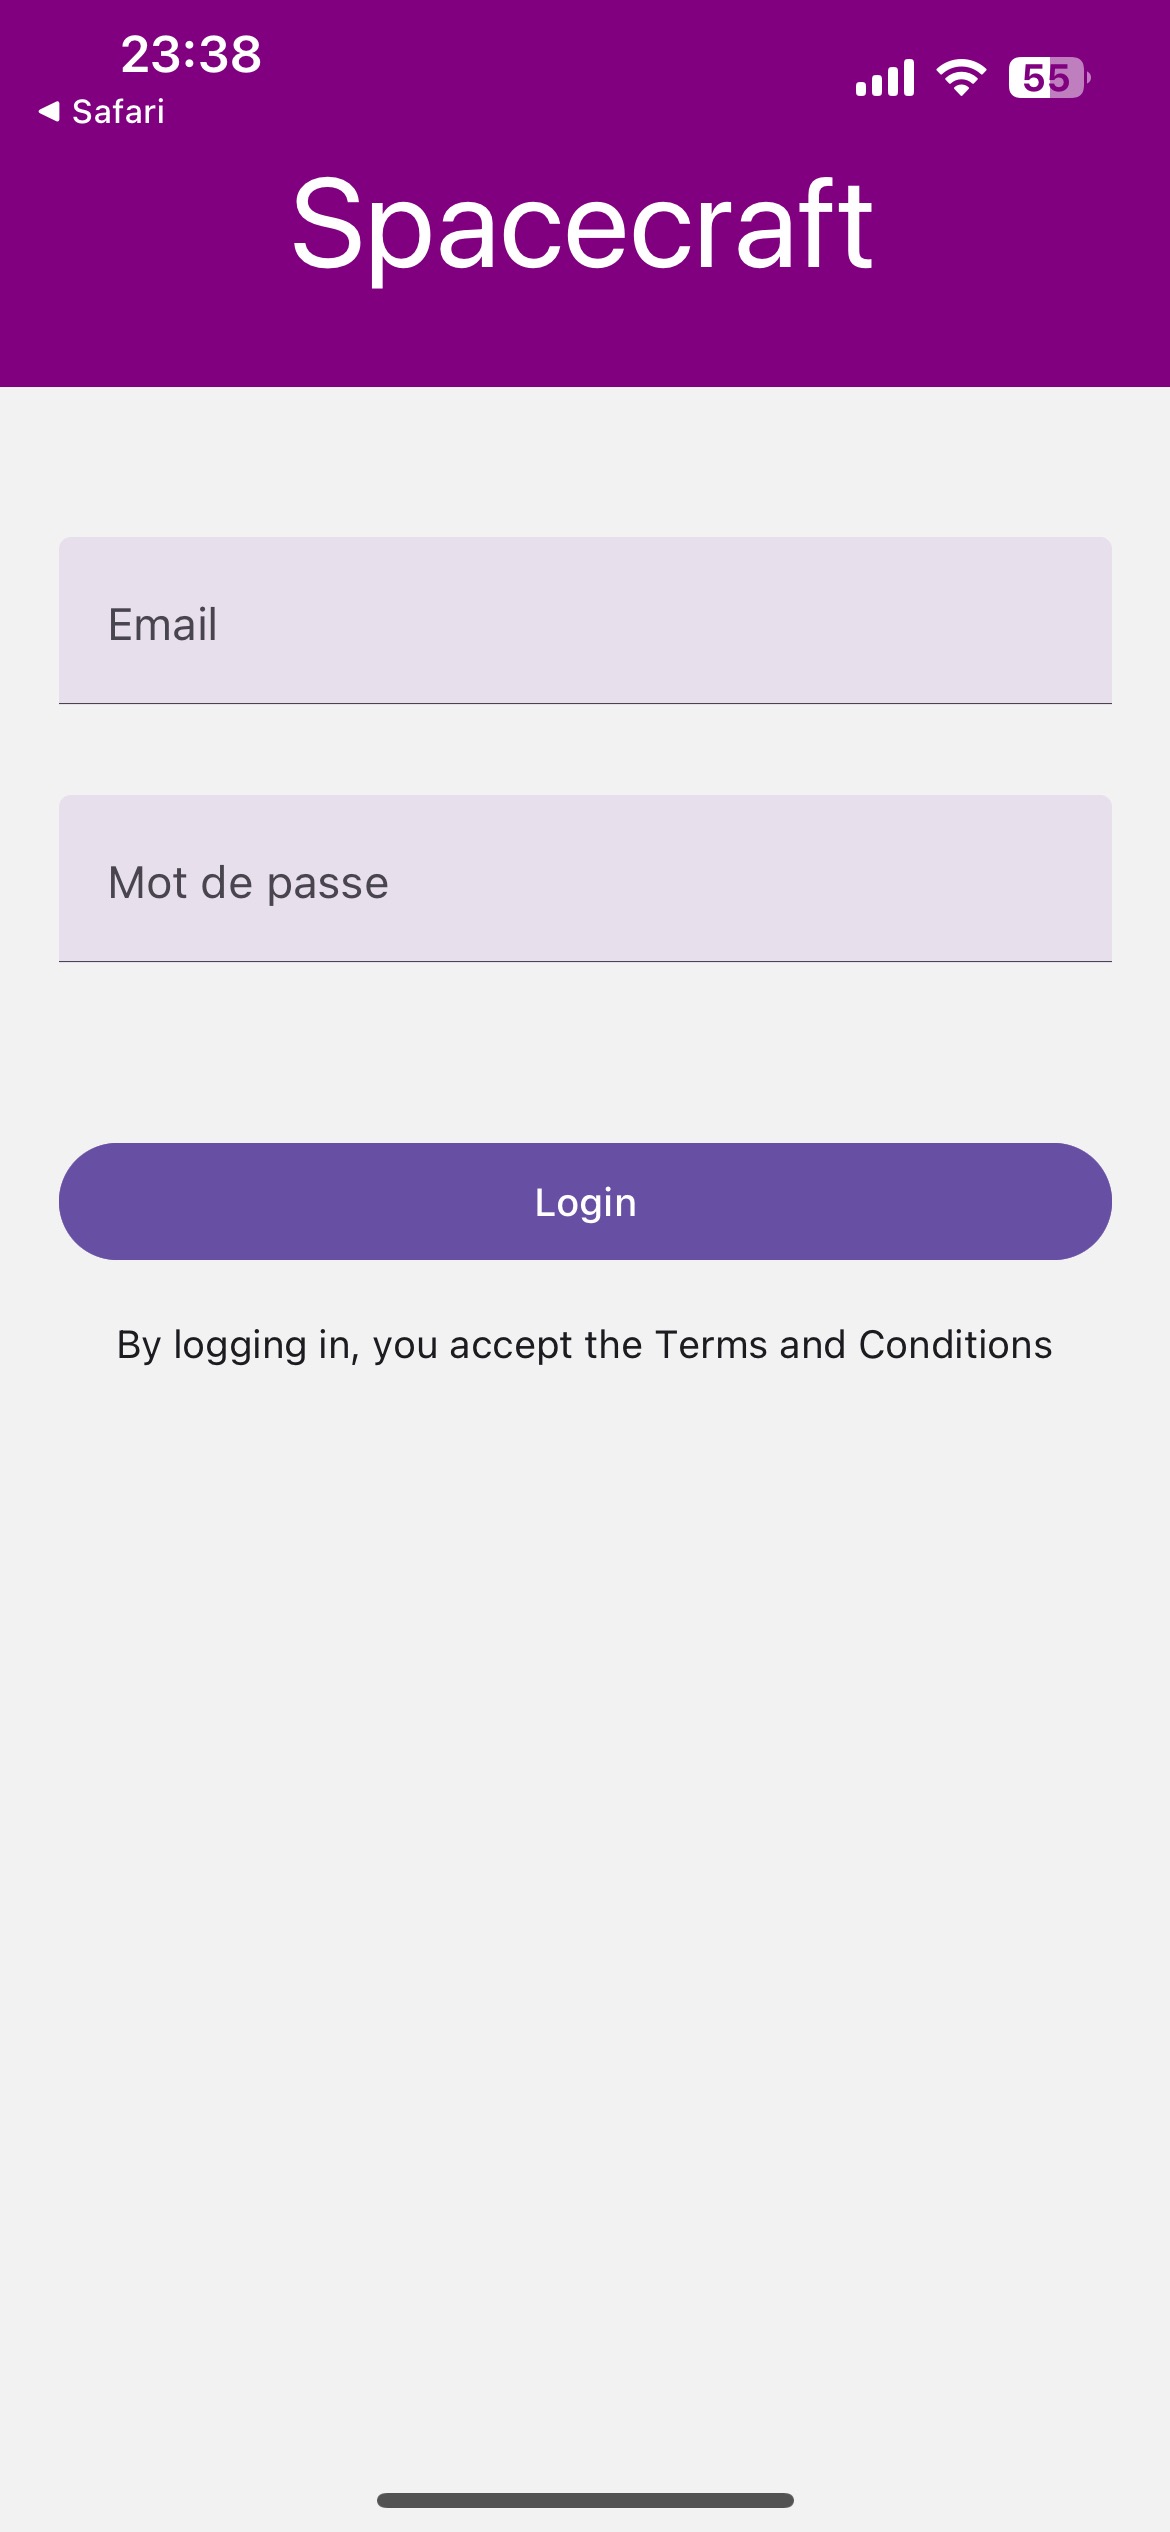 23:38
55
Safari
Spacecraft
Email
Mot de passe
Login
By logging in, you accept the Terms and Conditions